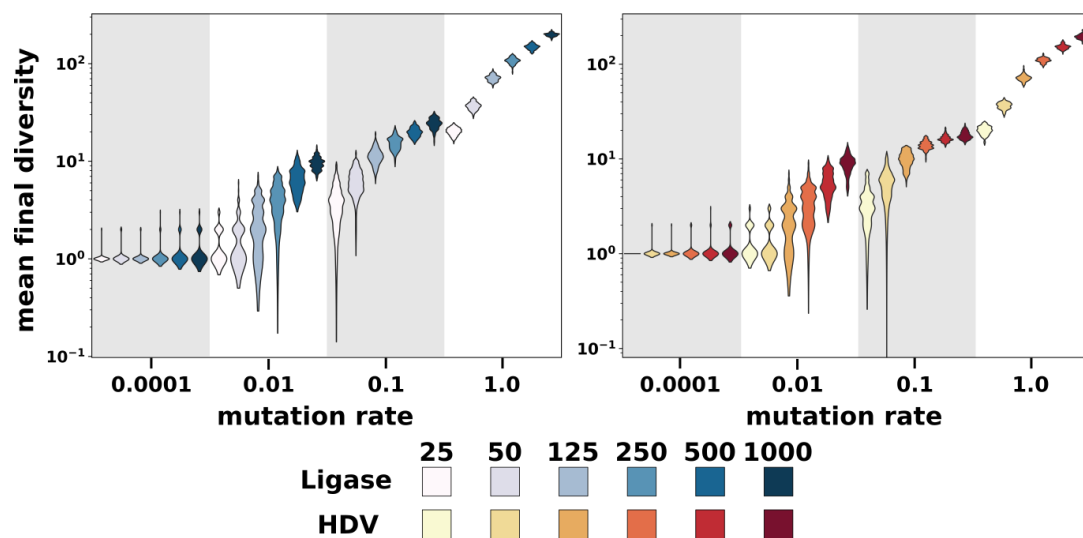 mean final diversity
10² 10¹ 10⁰ 10⁻¹
0.0001 0.01 0.1 1.0
mutation rate
10² 10¹ 10⁰ 10⁻¹
0.0001 0.01 0.1 1.0
mutation rate
25 50 125 250 500 1000
Ligase
HDV